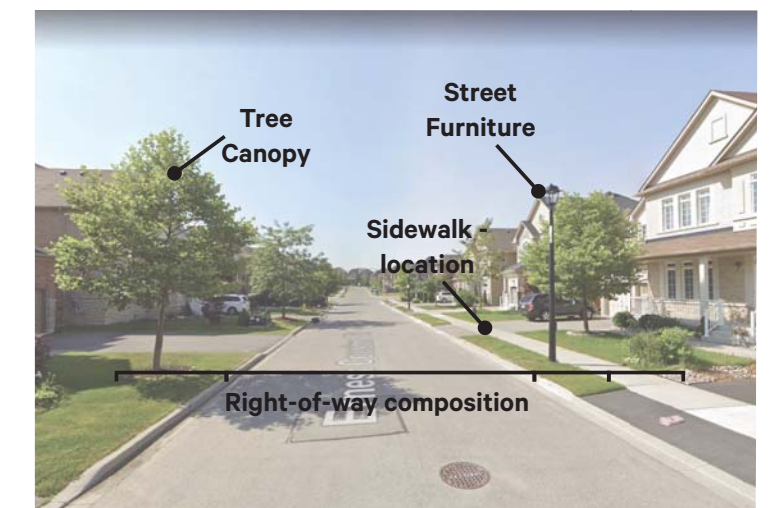 Tree
Canopy
Street
Furniture
Sidewalk -
location
Right-of-way composition